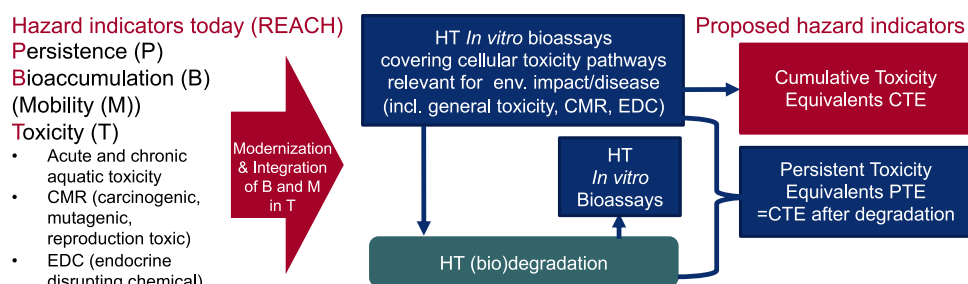 Hazard indicators today (REACH)
Persistence (P)
Bioaccumulation (B)
(Mobility (M))
Toxicity (T)
• Acute and chronic
aquatic toxicity
• CMR (carcinogenic,
mutagenic,
reproduction toxic)
• EDC (endocrine
disrupting chemical)
Modernization
& Integration
of B and M
in T
HT In vitro bioassays
covering cellular toxicity pathways
relevant for env. impact/disease
(incl. general toxicity, CMR, EDC)
HT
In vitro
Bioassays
HT (bio)degradation
Proposed hazard indicators
Cumulative Toxicity
Equivalents CTE
Persistent Toxicity
Equivalents PTE
=CTE after degradation